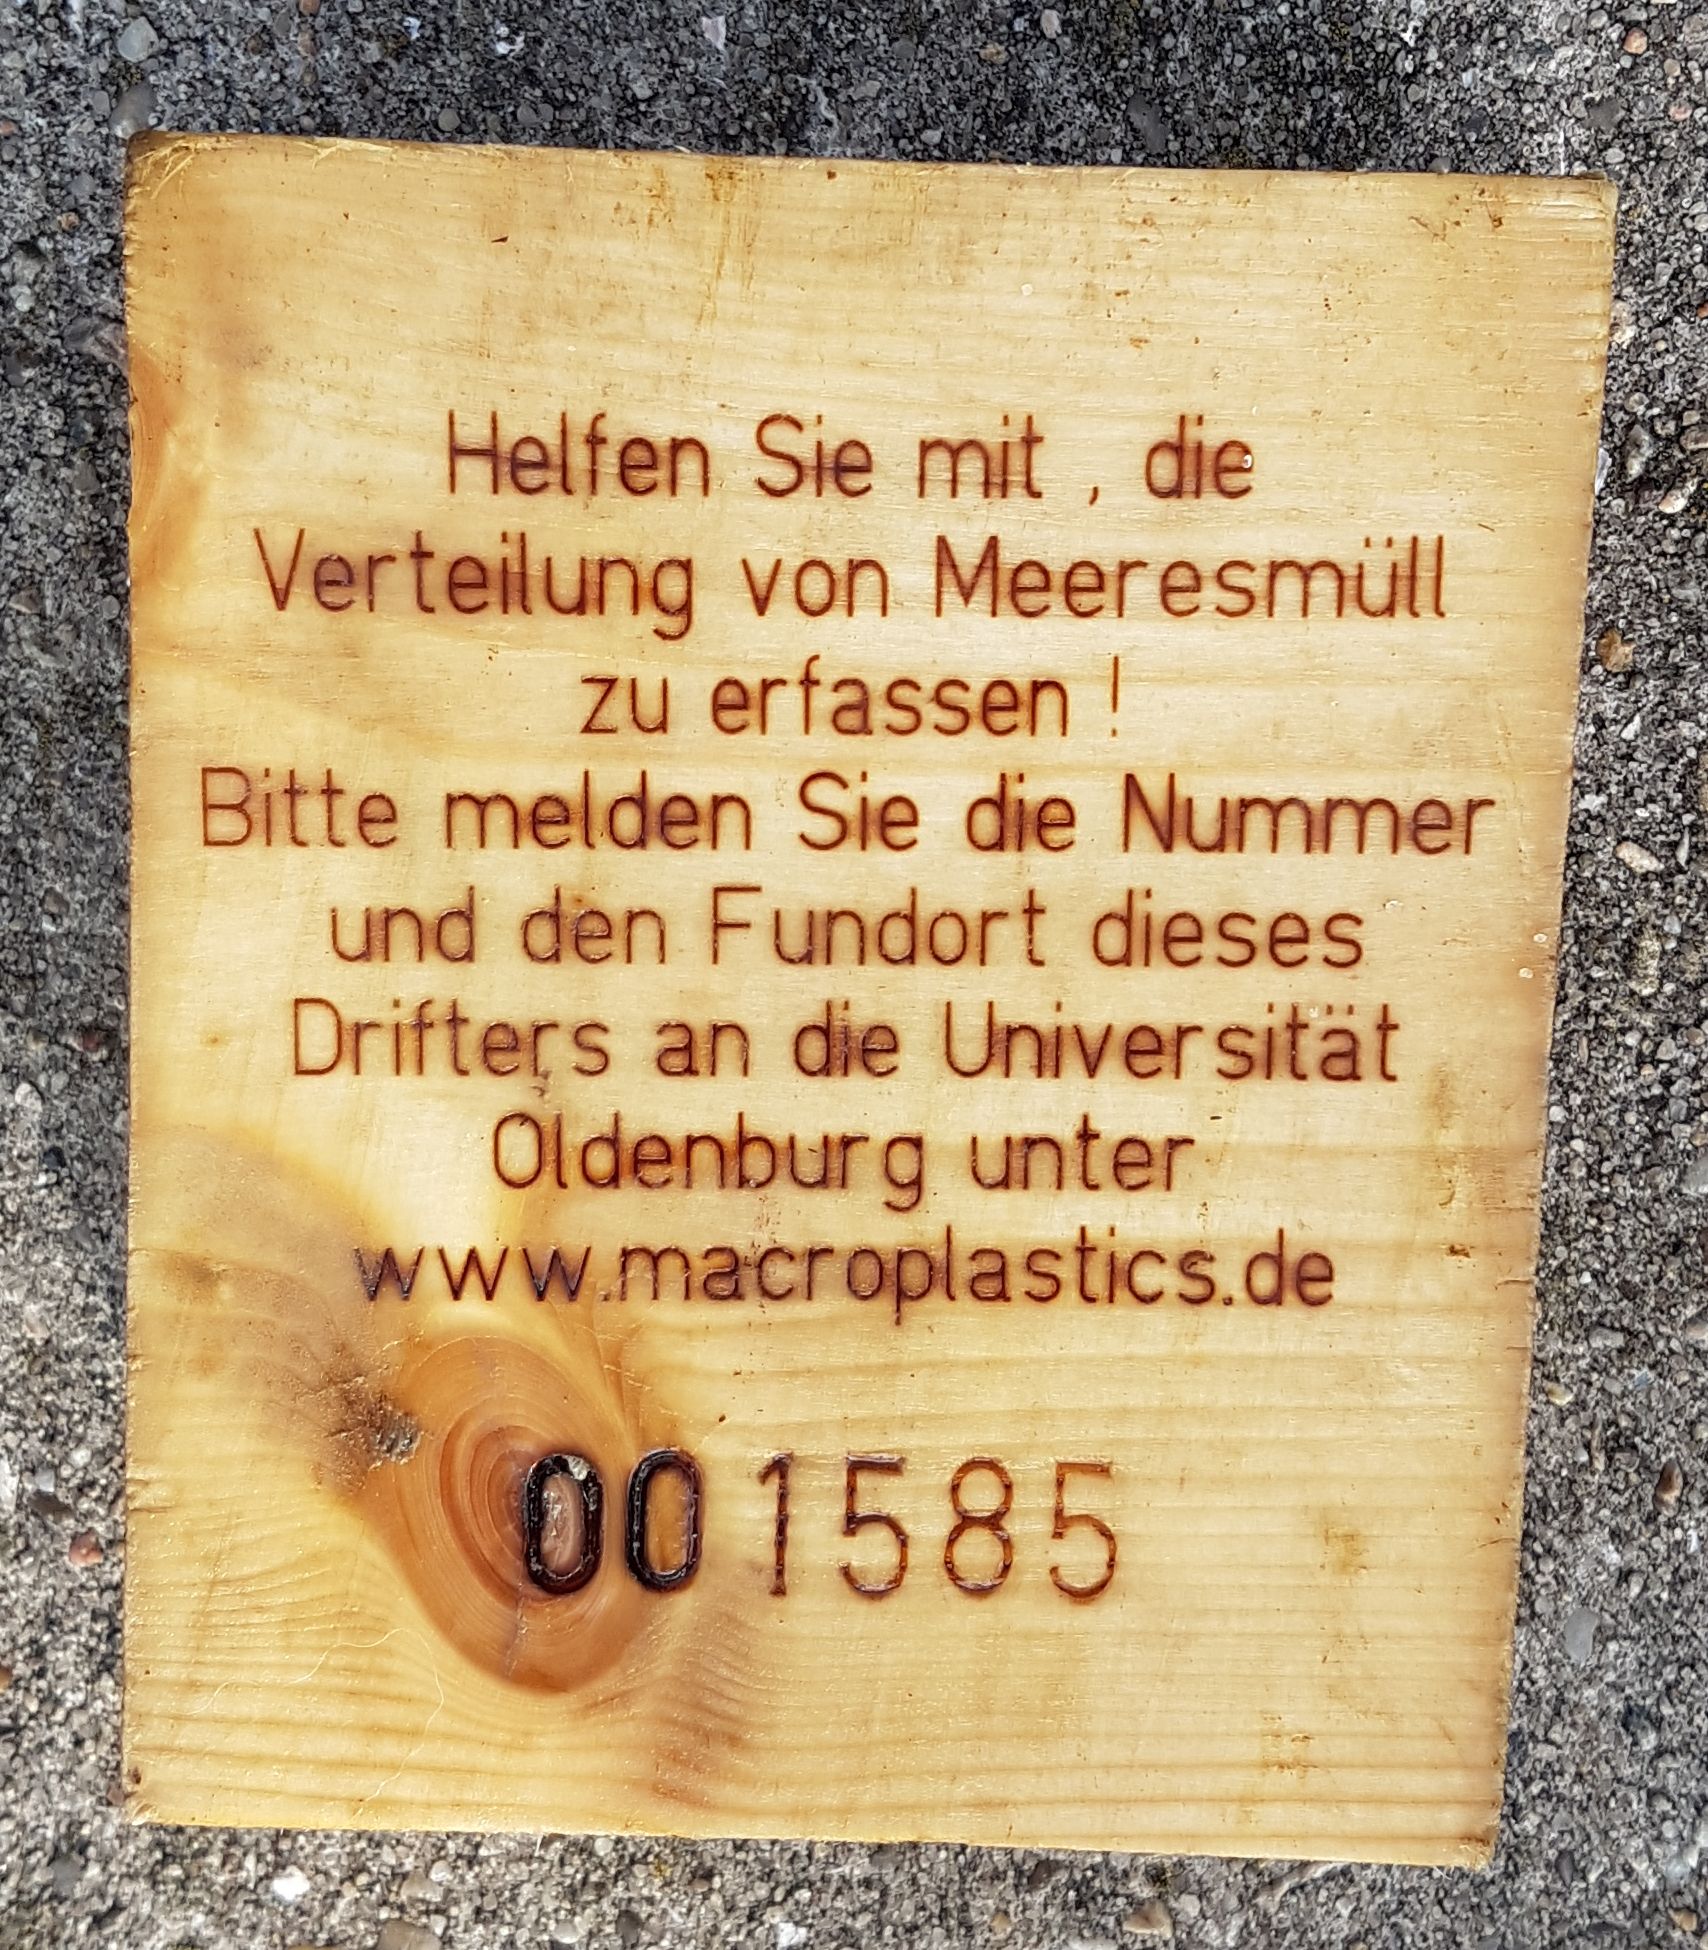 Helfen Sie mit , die
Verteilung von Meeresmüll
zu erfassen !
Bitte melden Sie die Nummer
und den Fundort dieses
Drifters an die Universität
Oldenburg unter
www.macroplastics.de
001585